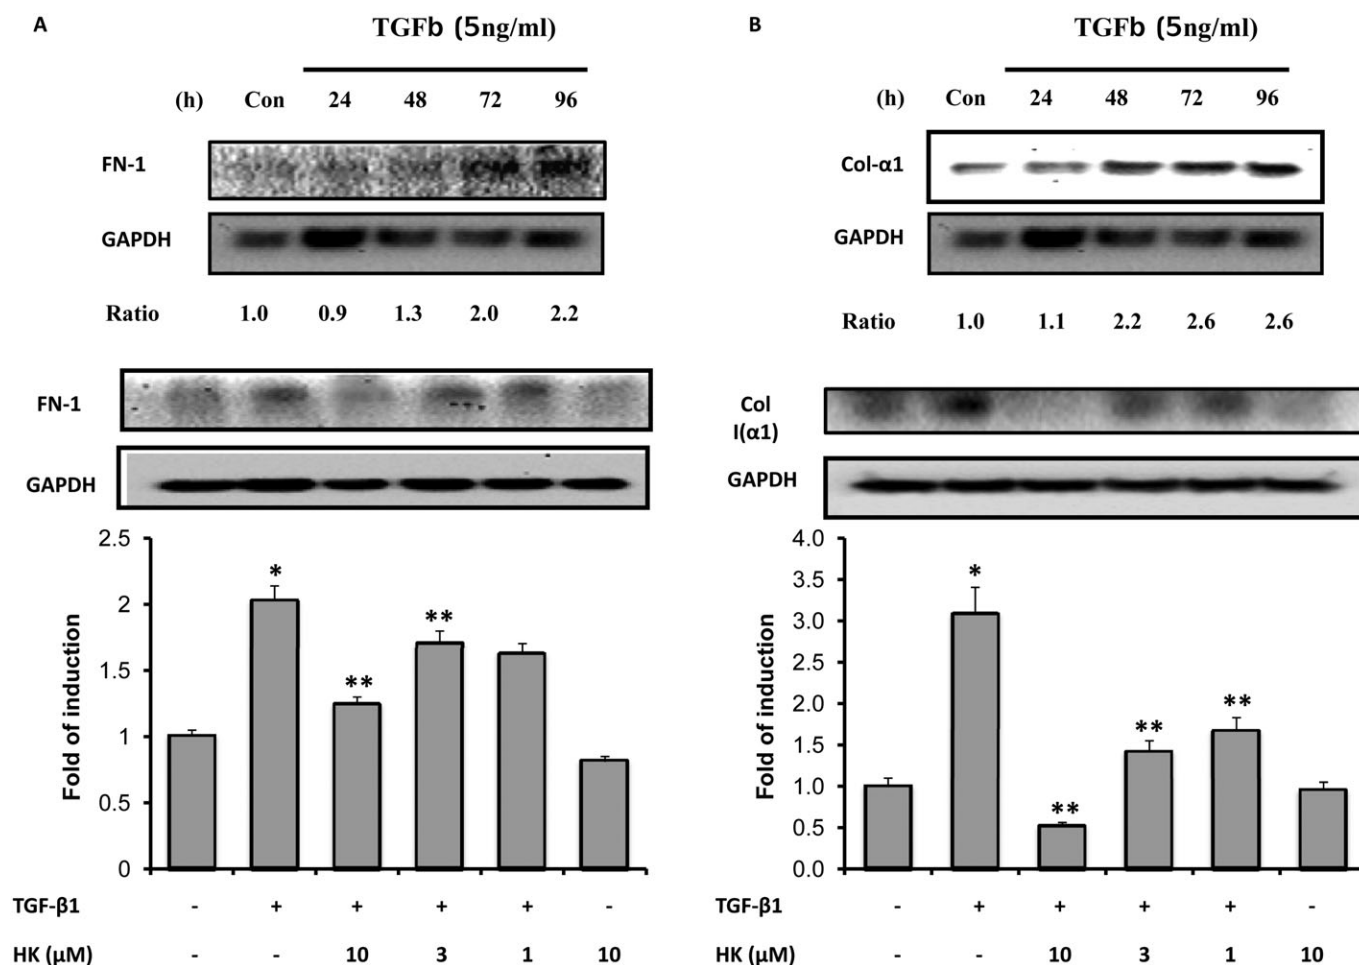 A
TGFb (5ng/ml)
(h) Con 24 48 72 96
FN-1
GAPDH
Ratio 1.0 0.9 1.3 2.0 2.2
FN-1
GAPDH
Fold of induction
2.5
2
1.5
1
0.5
0
*
**
**
TGF-β1 - + + + + -
HK (μM) - - 10 3 1 10
B
TGFb (5ng/ml)
(h) Con 24 48 72 96
Col-α1
GAPDH
Ratio 1.0 1.1 2.2 2.6 2.6
Col
I(α1)
GAPDH
Fold of induction
4.0
3.5
3.0
2.5
2.0
1.5
1.0
0.5
0.0
*
**
**
**
TGF-β1 - + + + + -
HK (μM) - - 10 3 1 10